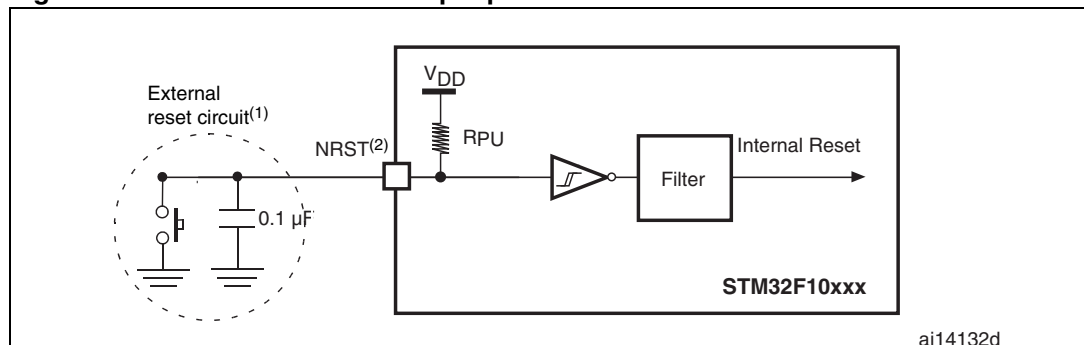 External
reset circuit(1)
VDD
NRST(2)
RPU
Internal Reset
Filter
0.1 µF
STM32F10xxx
ai14132d